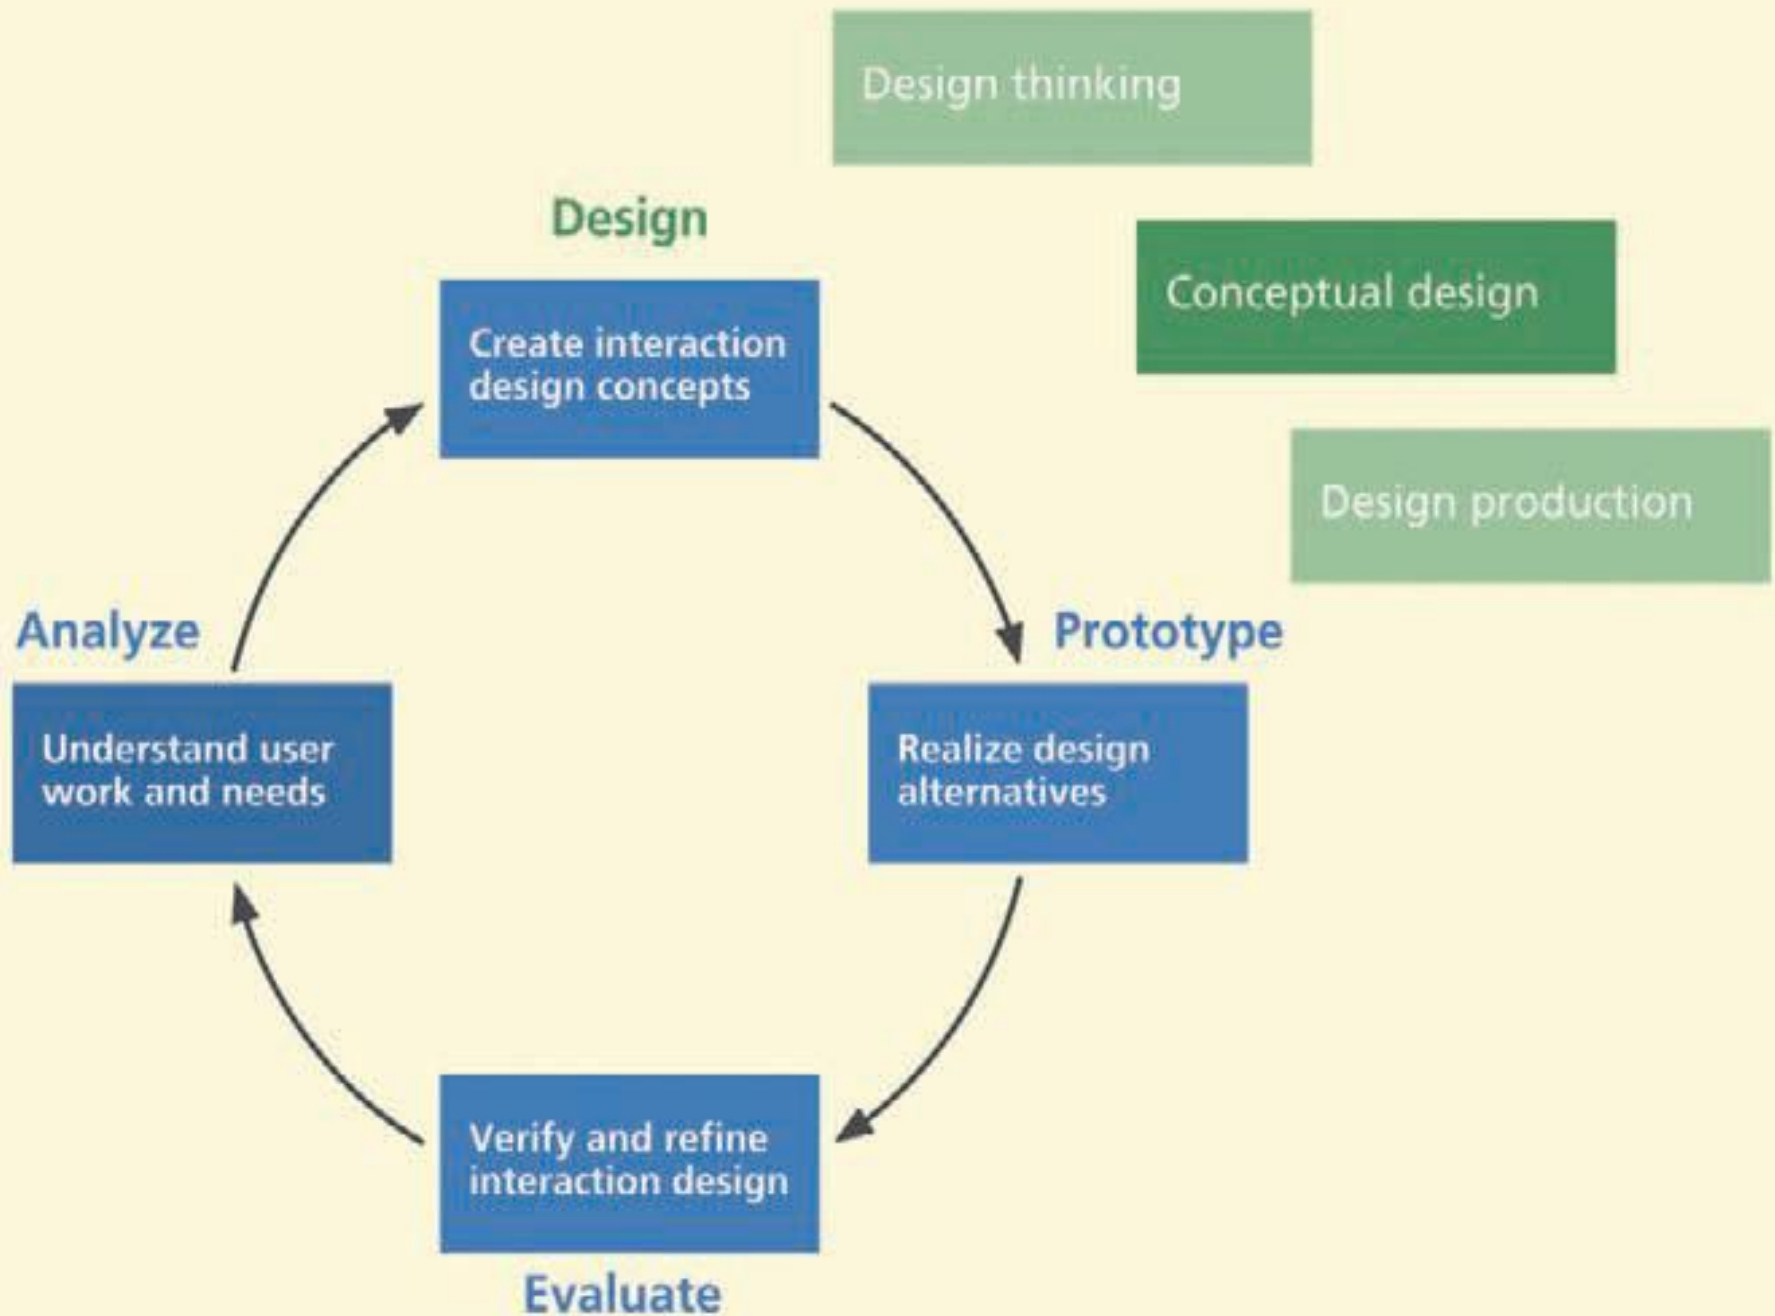 Design thinking
Design
Conceptual design
Create interaction
design concepts
Design production
Analyze
Prototype
Understand user
work and needs
Realize design
alternatives
Verify and refine
interaction design
Evaluate